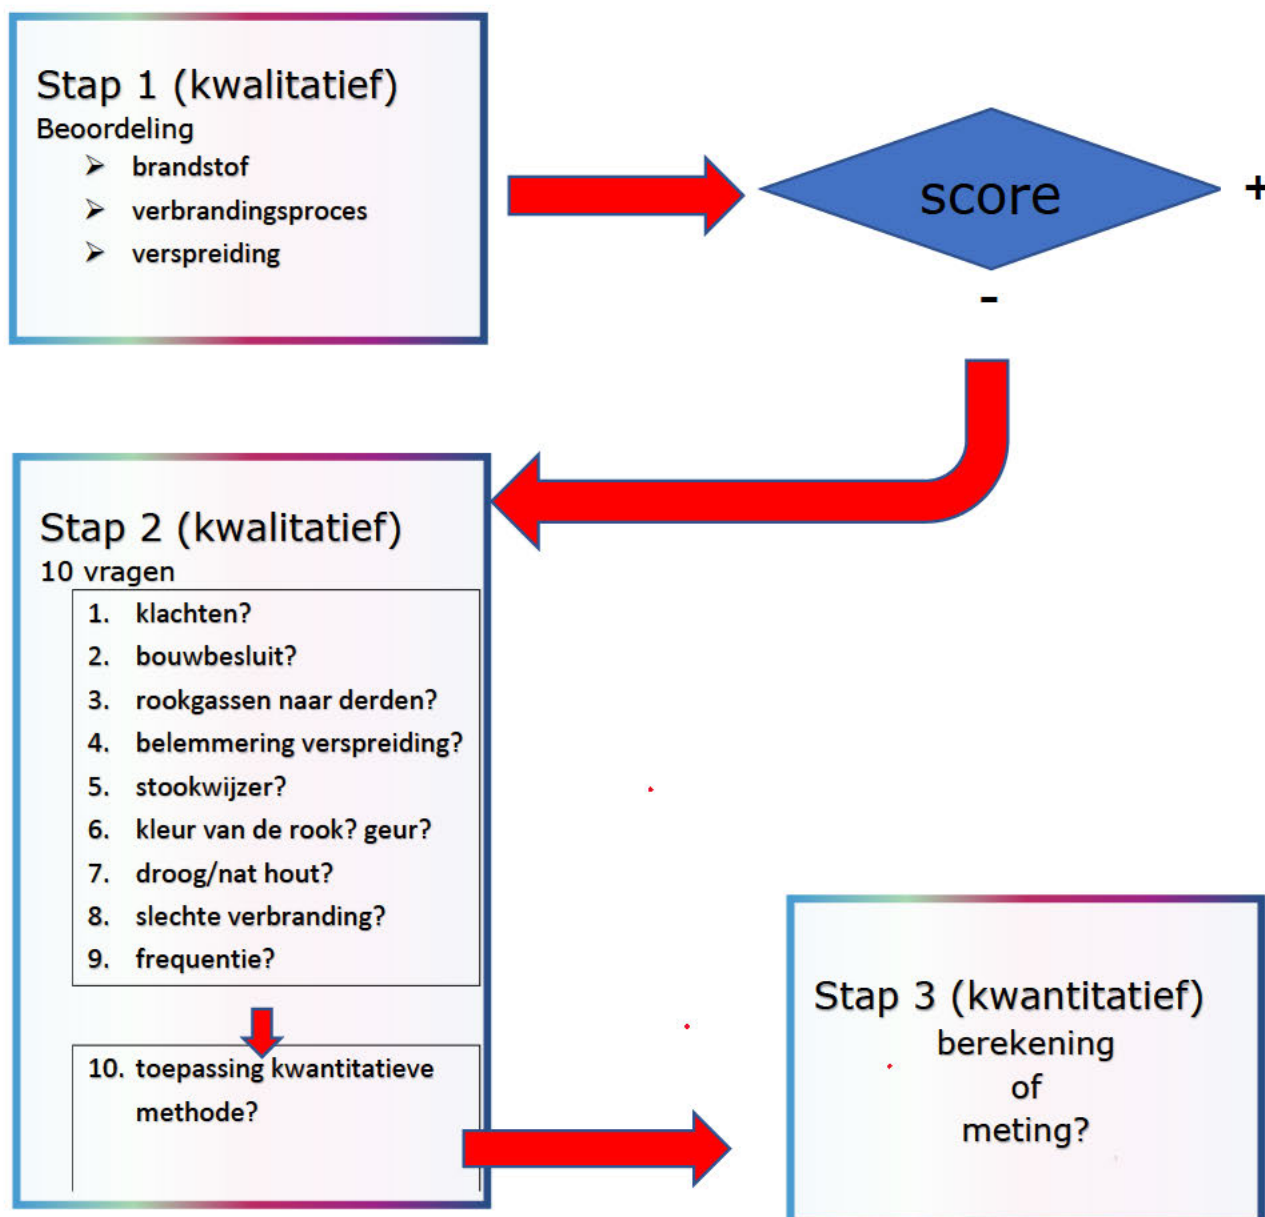 Stap 1 (kwalitatief)
Beoordeling
➢ brandstof
➢ verbrandingsproces
➢ verspreiding
score
+
-
Stap 2 (kwalitatief)
10 vragen
1. klachten?
2. bouwbesluit?
3. rookgassen naar derden?
4. belemmering verspreiding?
5. stookwijzer?
6. kleur van de rook? geur?
7. droog/nat hout?
8. slechte verbranding?
9. frequentie?
10. toepassing kwantitatieve
methode?
Stap 3 (kwantitatief)
berekening
of
meting?